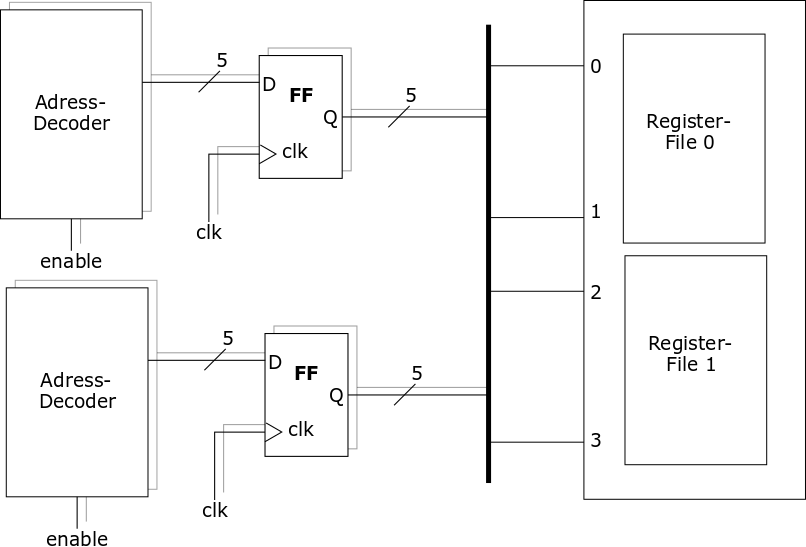 Adress-
Decoder
enable
5
D
FF
Q
clk
clk
5
Adress-
Decoder
enable
5
D
FF
Q
clk
clk
5
0
1
2
3
Register-
File 0
Register-
File 1